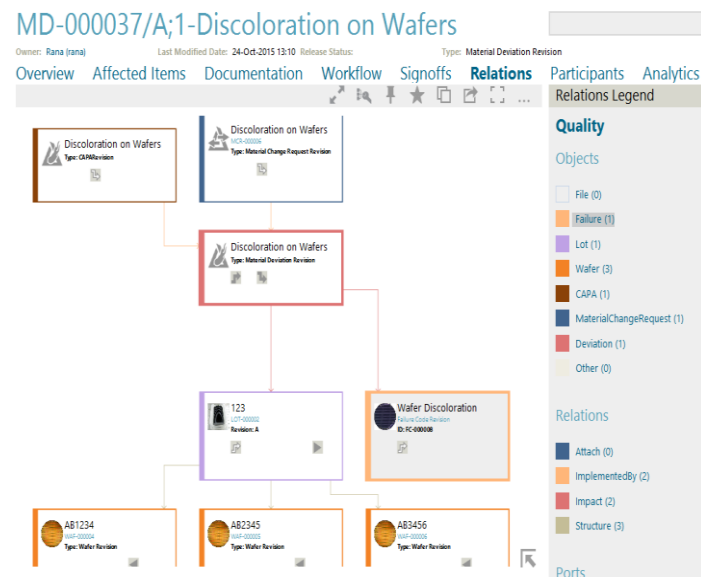 MD-000037/A;1-Discoloration on Wafers
Owner: Rana (rana) Last Modified Date: 24-Oct-2015 13:10 Release Status: Type: Material Deviation Revision
Overview Affected Items Documentation Workflow Signoffs Relations Participants Analytics
...
Relations Legend
Discoloration on Wafers
Type: CAPARevision
Discoloration on Wafers
MCR-000006
Type: Material Change Request Revision
Discoloration on Wafers
Type: Material Deviation Revision
123
LOT-000002
Revision: A
Wafer Discoloration
Failure Code Revision
ID: FC-000008
AB1234
WAF-000004
Type: Wafer Revision
AB2345
WAF-000005
Type: Wafer Revision
AB3456
WAF-000006
Type: Wafer Revision
Quality
Objects
File (0)
Failure (1)
Lot (1)
Wafer (3)
CAPA (1)
MaterialChangeRequest (1)
Deviation (1)
Other (0)
Relations
Attach (0)
ImplementedBy (2)
Impact (2)
Structure (3)
Ports